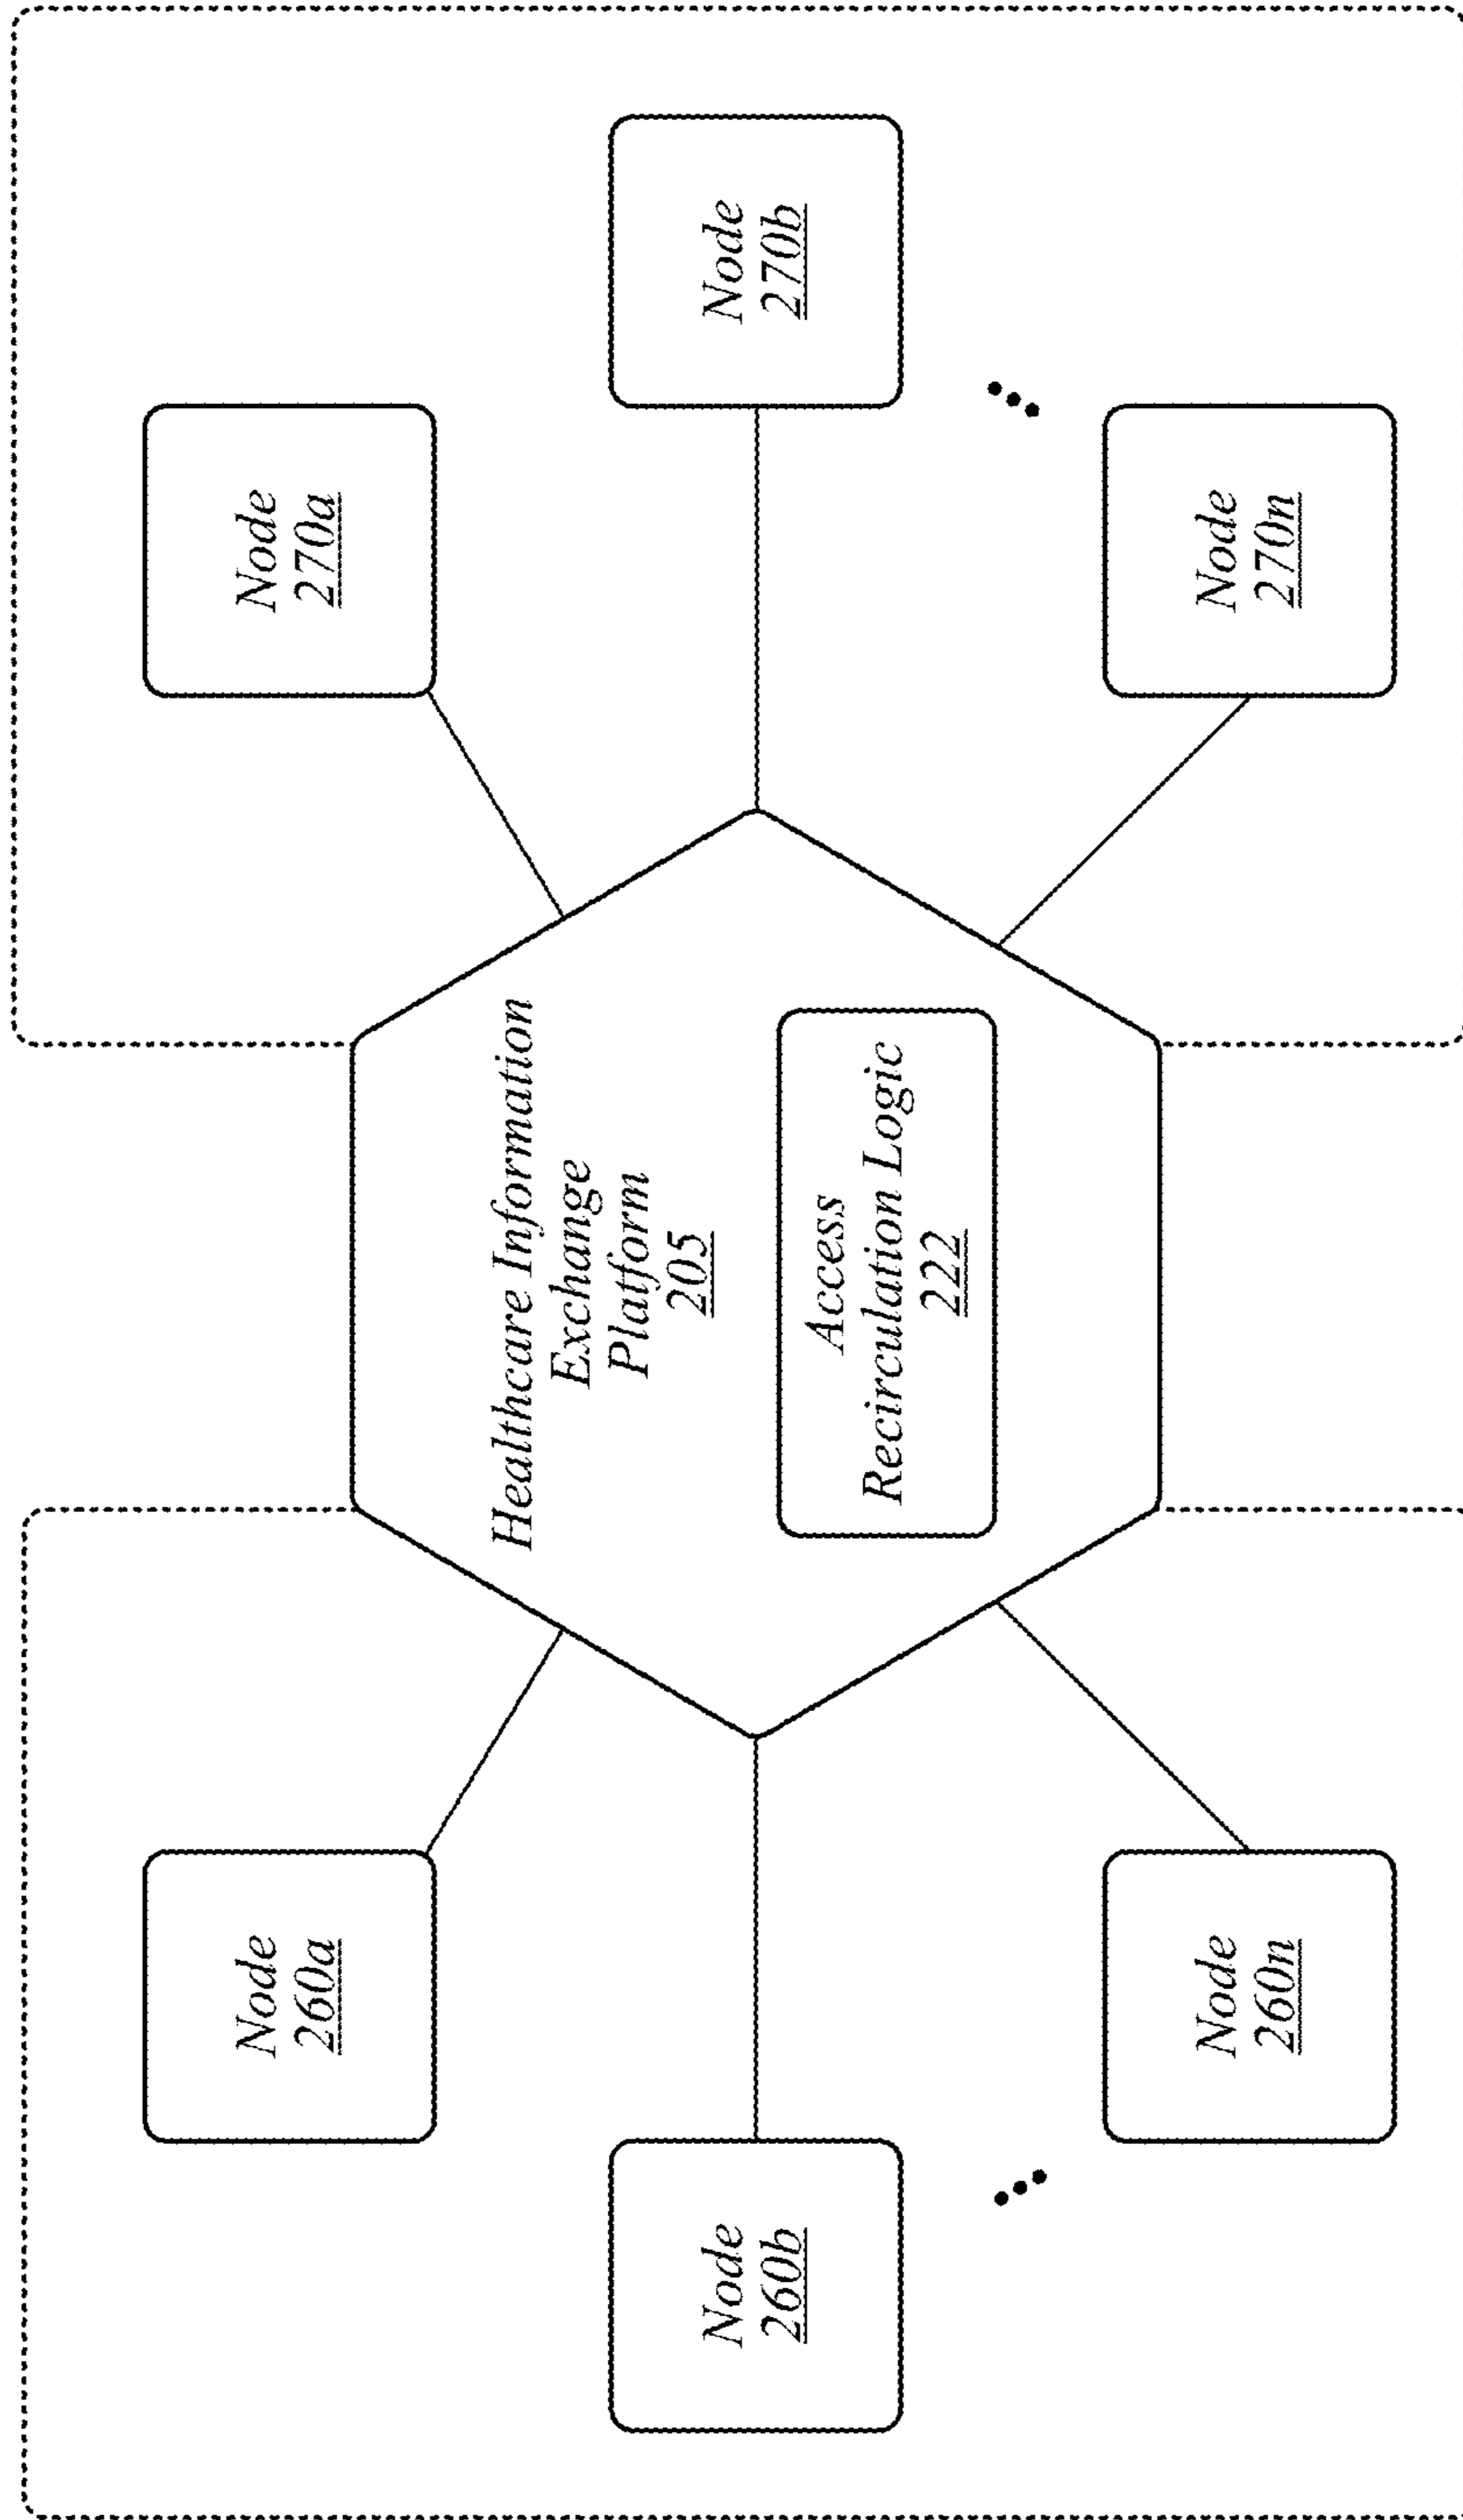 Node
260a
Node
270a
Healthcare Information
Exchange
Platform
205
Node
260b
Node
270b
Access
Recirculation Logic
222
Node
260n
Node
270n